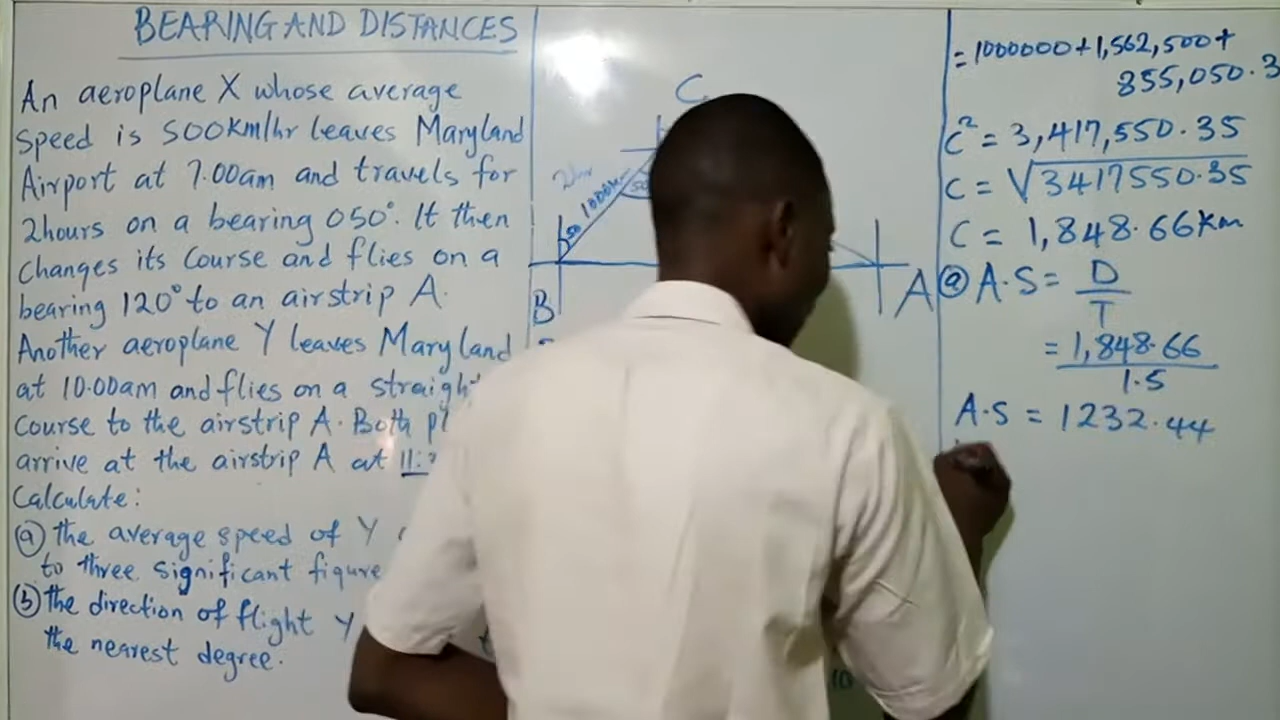 BEARING AND DISTANCES
An aeroplane X whose average
speed is 500km/hr leaves Maryland
Airport at 7.00am and travels for
2hours on a bearing 050°. It then
changes its course and flies on a
bearing 120° to an airstrip A.
Another aeroplane Y leaves Maryland
at 10.00am and flies on a straight
course to the airstrip A. Both
arrive at the airstrip A at
Calculate:
(a) the average speed of Y
to three significant figure
(b) the direction of flight Y
the nearest degree.
C
2hr
1000km
50
50
B
A
= 1000000 + 1,562,500 +
855,050.3
C² = 3,417,550.35
C = √3417550.35
C = 1,848.66km
(a) A.S = D
T
= 1,848.66
1.5
A.S = 1232.44